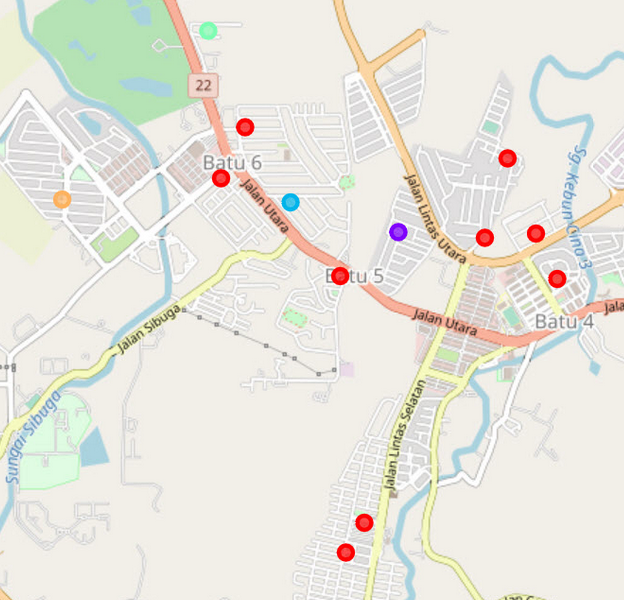 22
Batu 6
Jalan Utara
Jalan Lintas Utara
Sg. Kebun Cina 3
Batu 5
Jalan Utara
Jala
Batu 4
Jalan Sibuga
Jalan Lintas Selatan
Sungai Sibuga